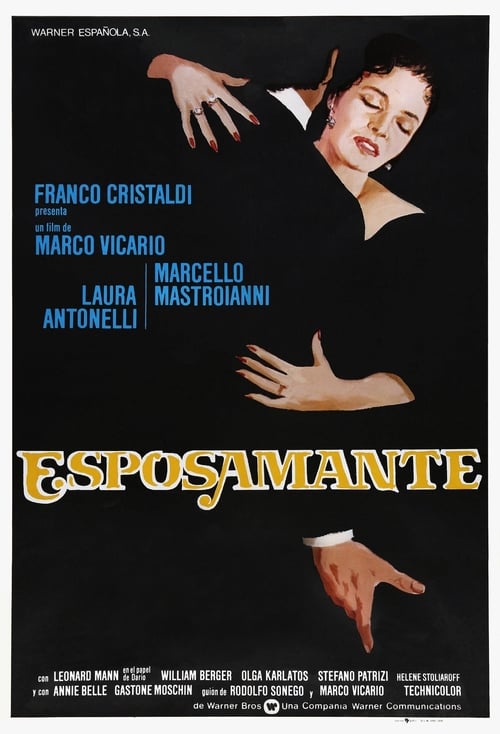 WARNER ESPAÑOLA, S.A.
FRANCO CRISTALDI
presenta
un film de
MARCO VICARIO
LAURA
ANTONELLI
MARCELLO
MASTROIANNI
ESPOSAMANTE
con LEONARD MANN en el papel de Dario WILLIAM BERGER OLGA KARLATOS STEFANO PATRIZI HELENE STOLIAROFF
y con ANNIE BELLE GASTONE MOSCHIN guión de RODOLFO SONEGO y MARCO VICARIO TECHNICOLOR
de Warner Bros Una Compania Warner Communications